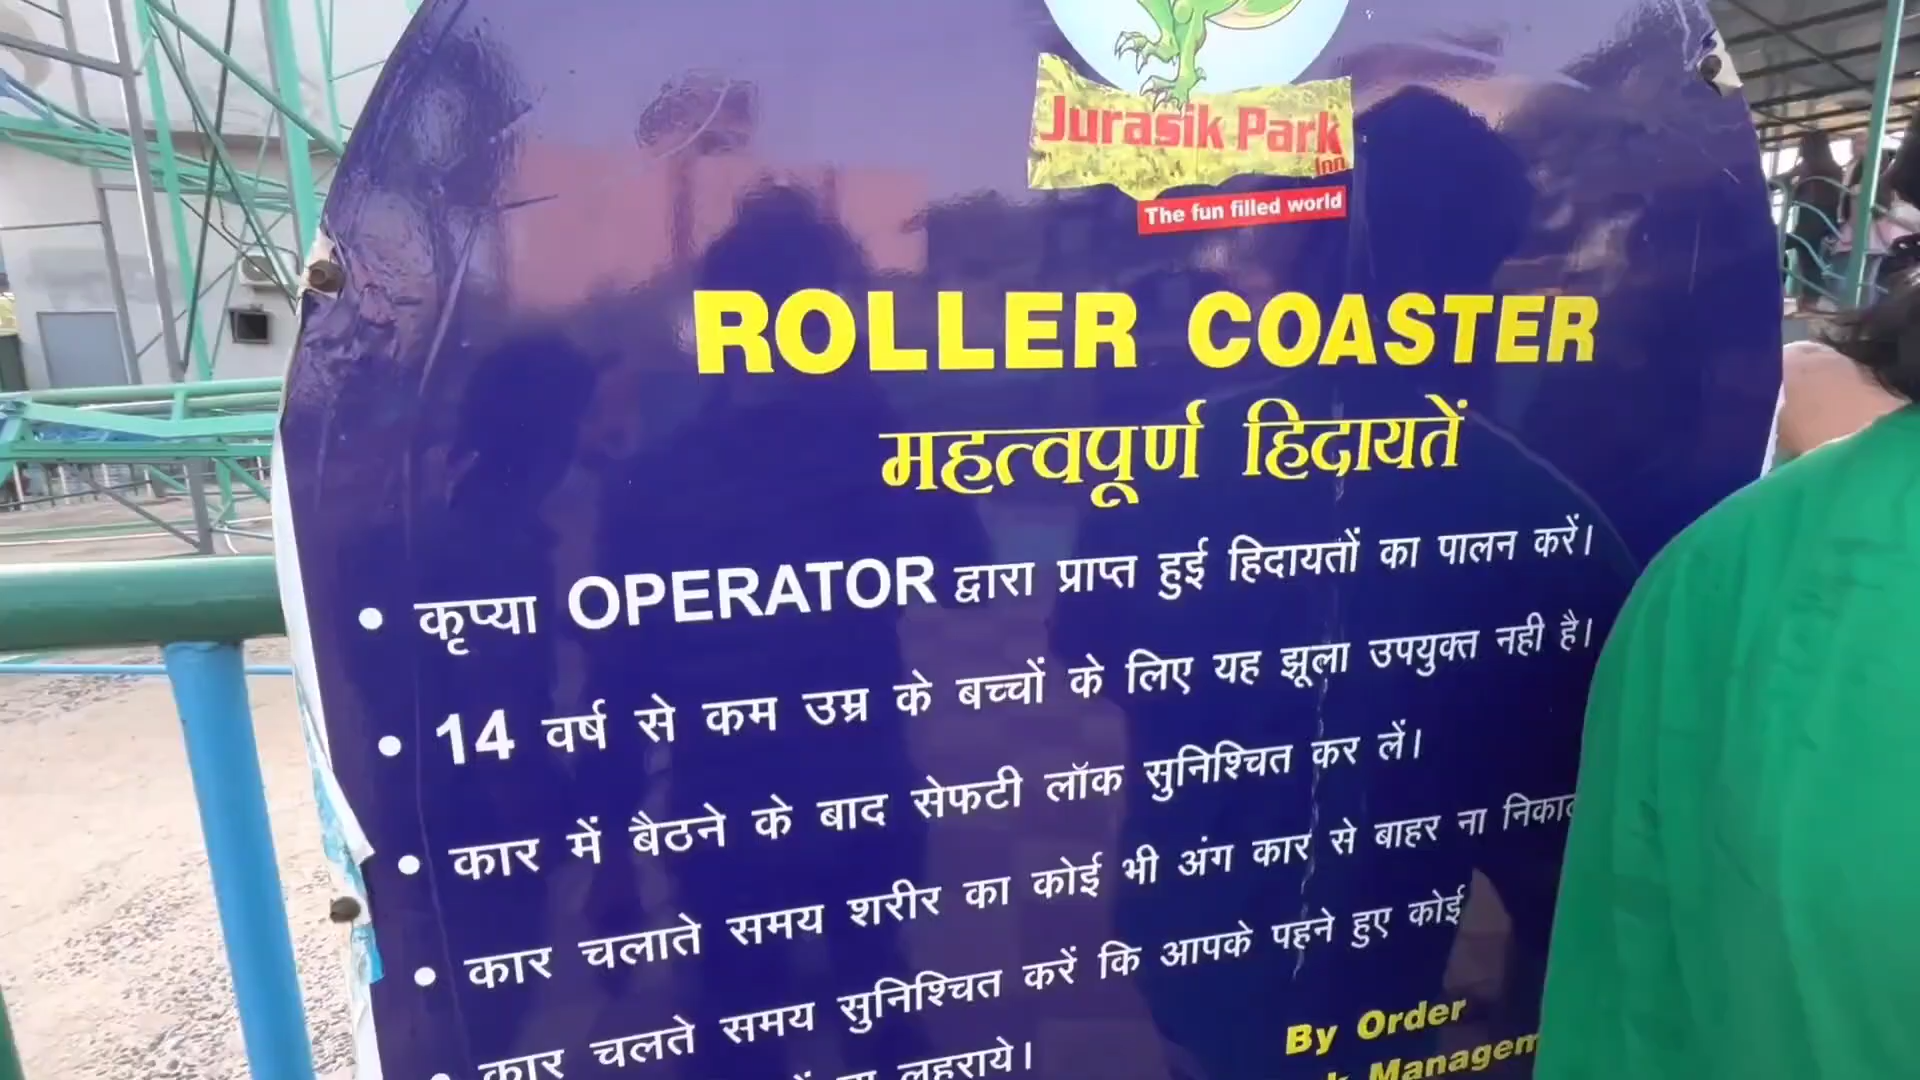 Jurasik Park
Inn
The fun filled world
ROLLER COASTER
महत्वपूर्ण हिदायतें
• कृप्या OPERATOR द्वारा प्राप्त हुई हिदायतों का पालन करें।
• 14 वर्ष से कम उम्र के बच्चों के लिए यह झूला उपयुक्त नही है।
• कार में बैठने के बाद सेफटी लॉक सुनिश्चित कर लें।
• कार चलाते समय शरीर का कोई भी अंग कार से बाहर ना
• कार चलते समय सुनिश्चित करें कि आपके पहने हुए कोई
लहराये।
By Order